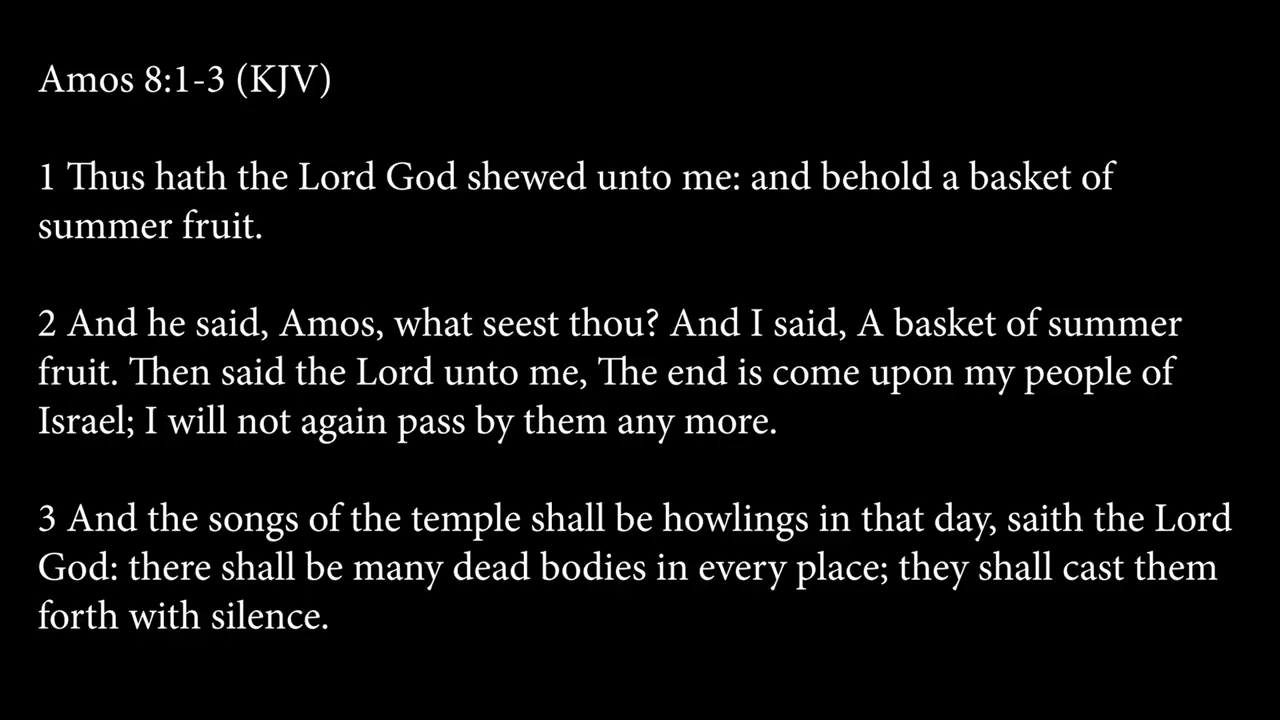 Amos 8:1-3 (KJV)
1 Thus hath the Lord God shewed unto me: and behold a basket of
summer fruit.
2 And he said, Amos, what seest thou? And I said, A basket of summer
fruit. Then said the Lord unto me, The end is come upon my people of
Israel; I will not again pass by them any more.
3 And the songs of the temple shall be howlings in that day, saith the Lord
God: there shall be many dead bodies in every place; they shall cast them
forth with silence.